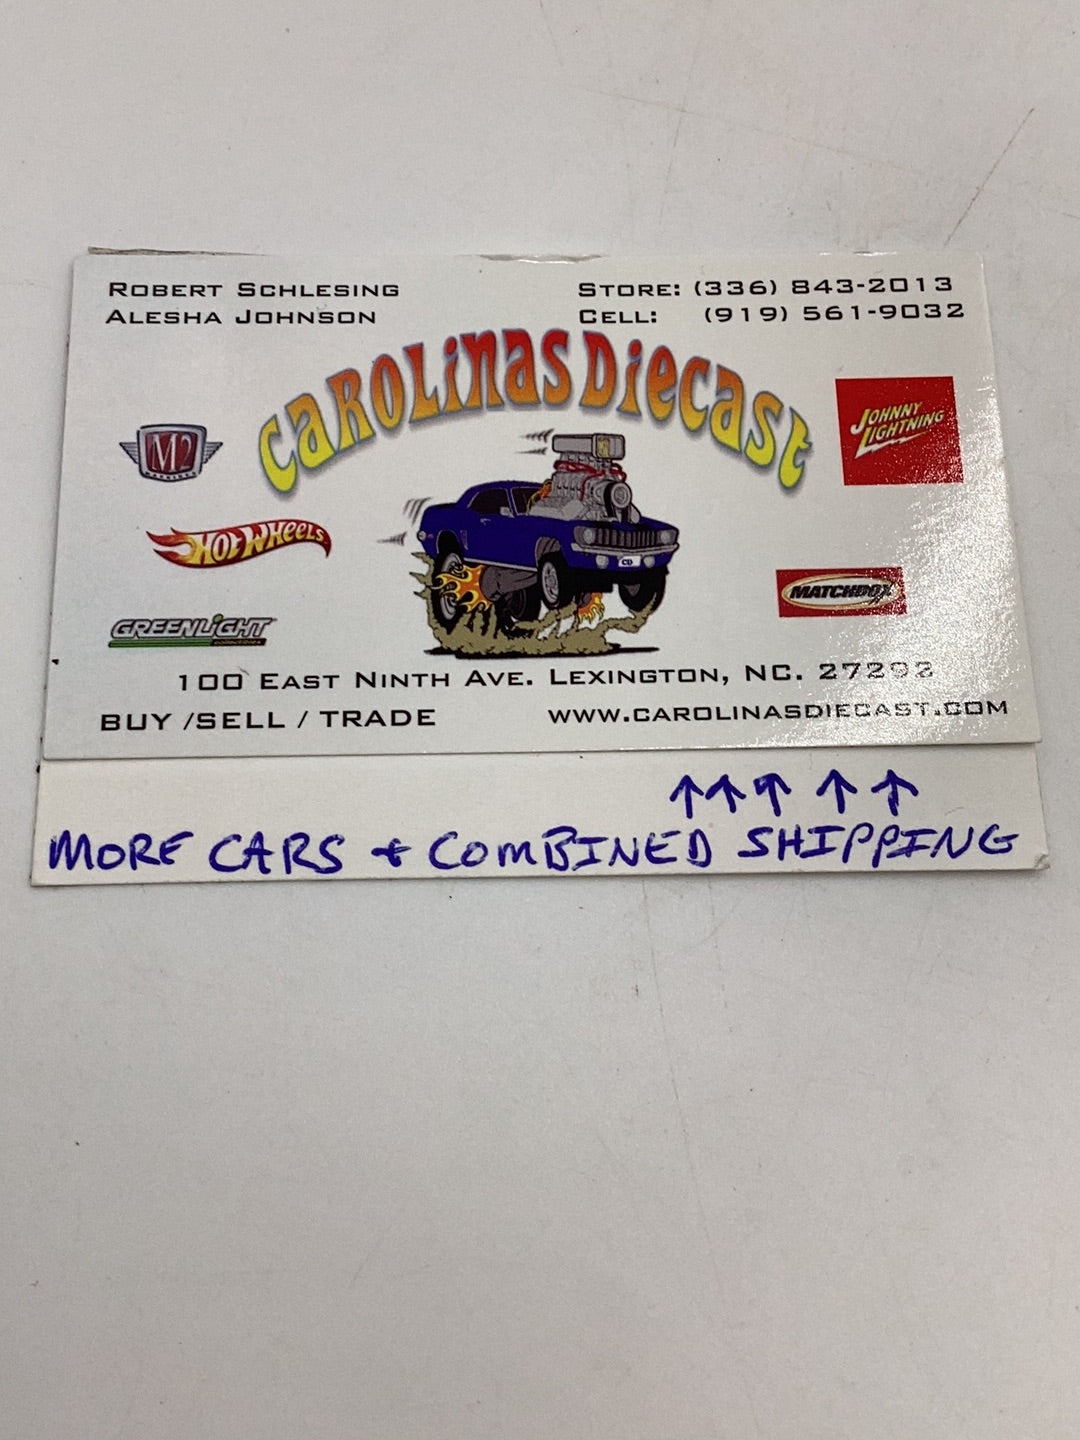 ROBERT SCHLESING
ALESHA JOHNSON
STORE: (336) 843-2013
CELL: (919) 561-9032
CAROLINAS DIECAST
M2
JOHNNY
LIGHTNING
HOT WHEELS
CD
MATCHBOX
GREENLIGHT
100 EAST NINTH AVE. LEXINGTON, NC. 27292
BUY /SELL / TRADE
WWW.CAROLINASDIECAST.COM
↑↑↑ ↑ ↑
MORE CARS + COMBINED SHIPPING